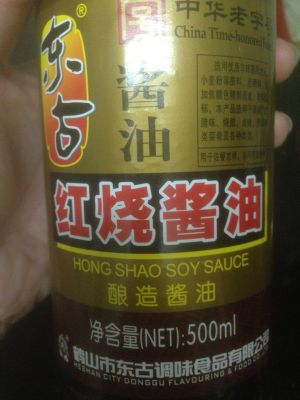 中华老字号
China Time-honored
东古
酱油
红烧酱油
HONG SHAO SOY SAUCE
酿造酱油
净含量(NET):500ml
鹤山市东古调味食品有限公司
HESHAN CITY DONGGU FLAVOURING & FOOD CO.